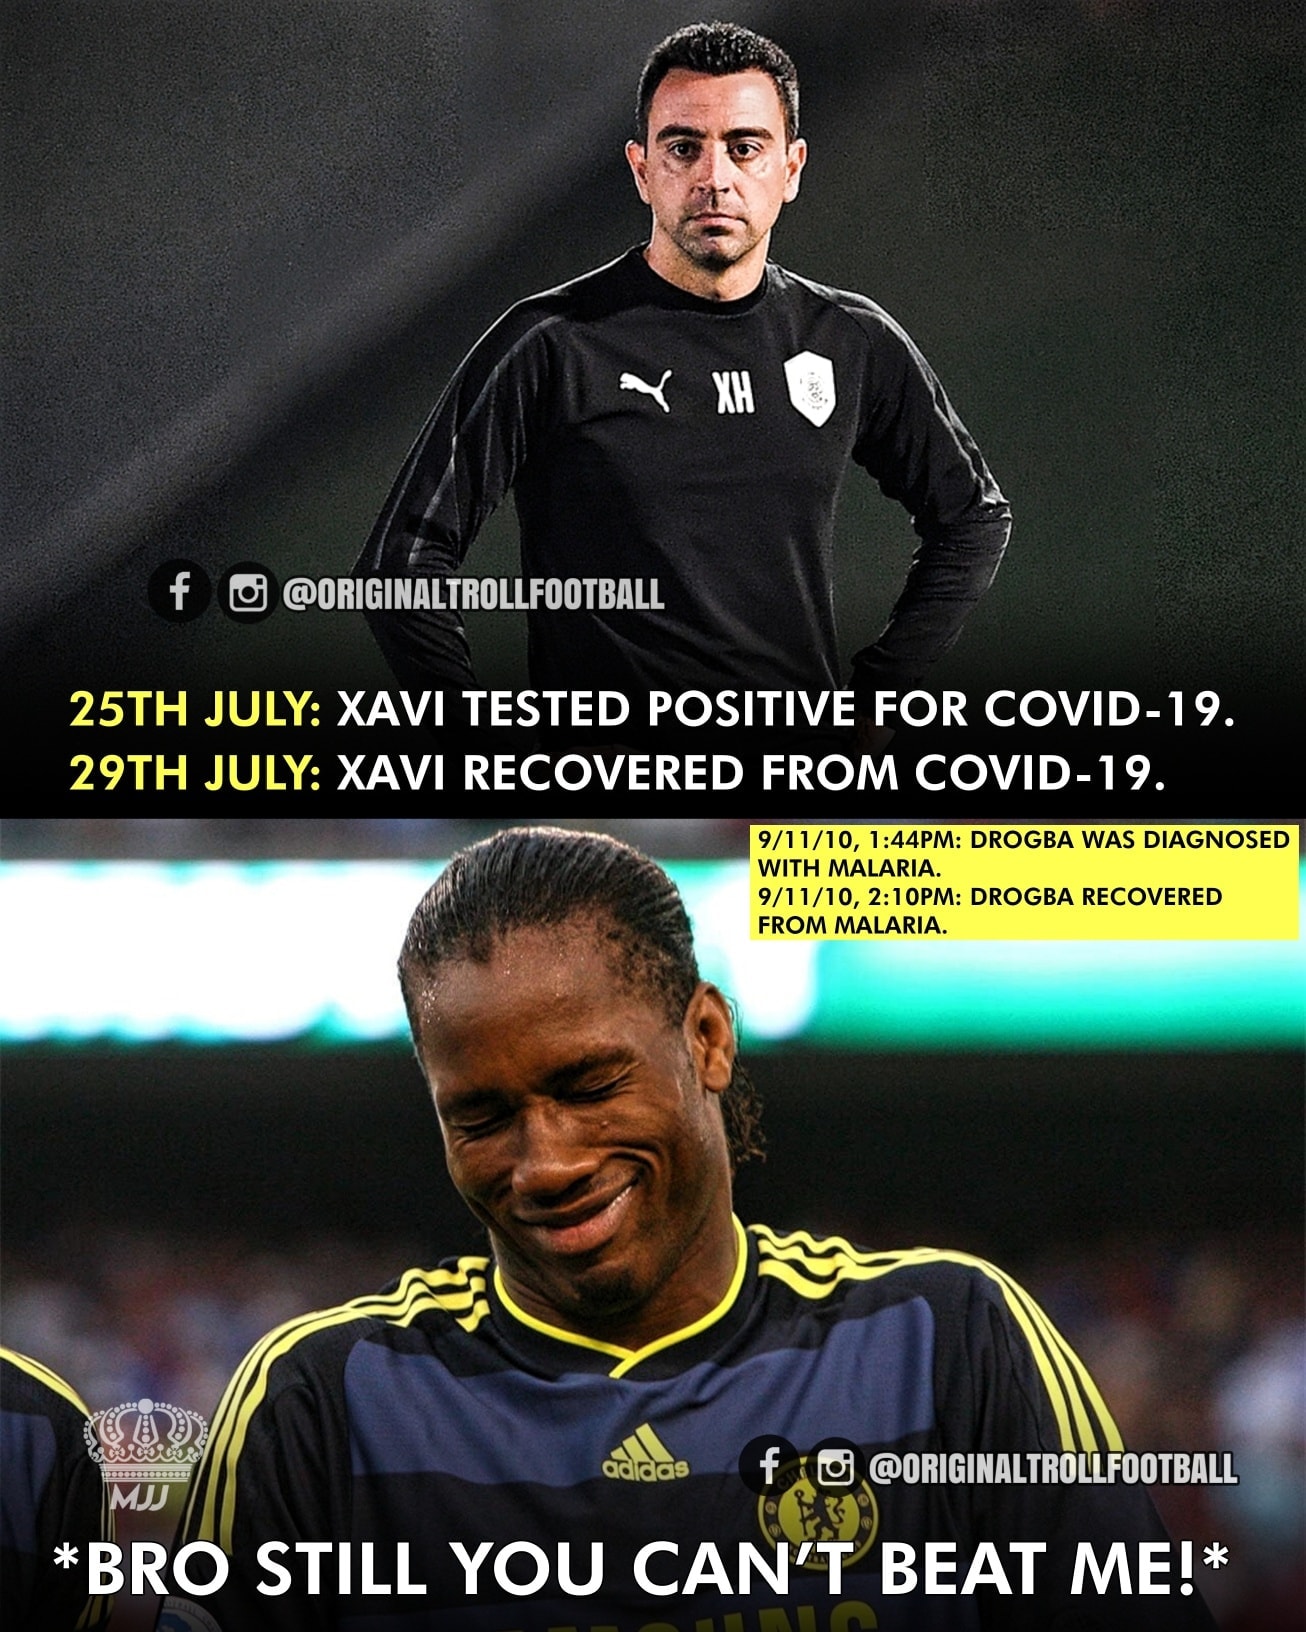 XH
@ORIGINALTROLLFOOTBALL
25TH JULY: XAVI TESTED POSITIVE FOR COVID-19.
29TH JULY: XAVI RECOVERED FROM COVID-19.
9/11/10, 1:44PM: DROGBA WAS DIAGNOSED
WITH MALARIA.
9/11/10, 2:10PM: DROGBA RECOVERED
FROM MALARIA.
adidas
@ORIGINALTROLLFOOTBALL
MJJ
*BRO STILL YOU CAN'T BEAT ME!*